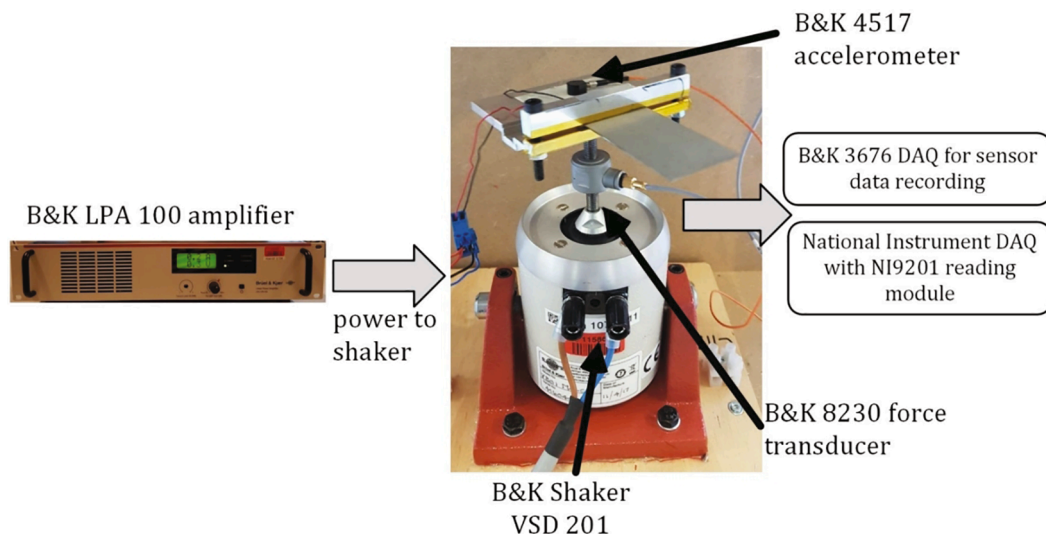 B&K 4517
accelerometer
B&K 3676 DAQ for sensor
data recording
National Instrument DAQ
with NI9201 reading
module
B&K LPA 100 amplifier
power to
shaker
B&K 8230 force
transducer
B&K Shaker
VSD 201